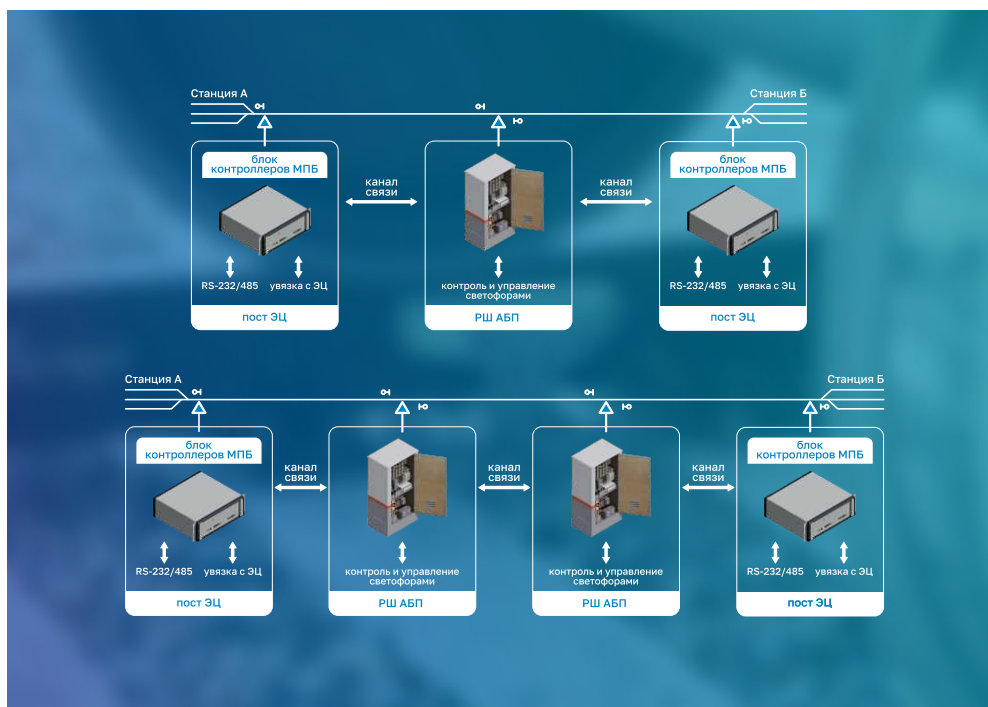 Станция А
Станция Б
блок
контроллеров МПБ
RS-232/485
увязка с ЭЦ
пост ЭЦ
канал
связи
контроль и управление
светофорами
РШ АБП
канал
связи
блок
контроллеров МПБ
RS-232/485
увязка с ЭЦ
пост ЭЦ
Станция А
Станция Б
блок
контроллеров МПБ
RS-232/485
увязка с ЭЦ
пост ЭЦ
канал
связи
контроль и управление
светофорами
РШ АБП
канал
связи
контроль и управление
светофорами
РШ АБП
канал
связи
блок
контроллеров МПБ
RS-232/485
увязка с ЭЦ
пост ЭЦ